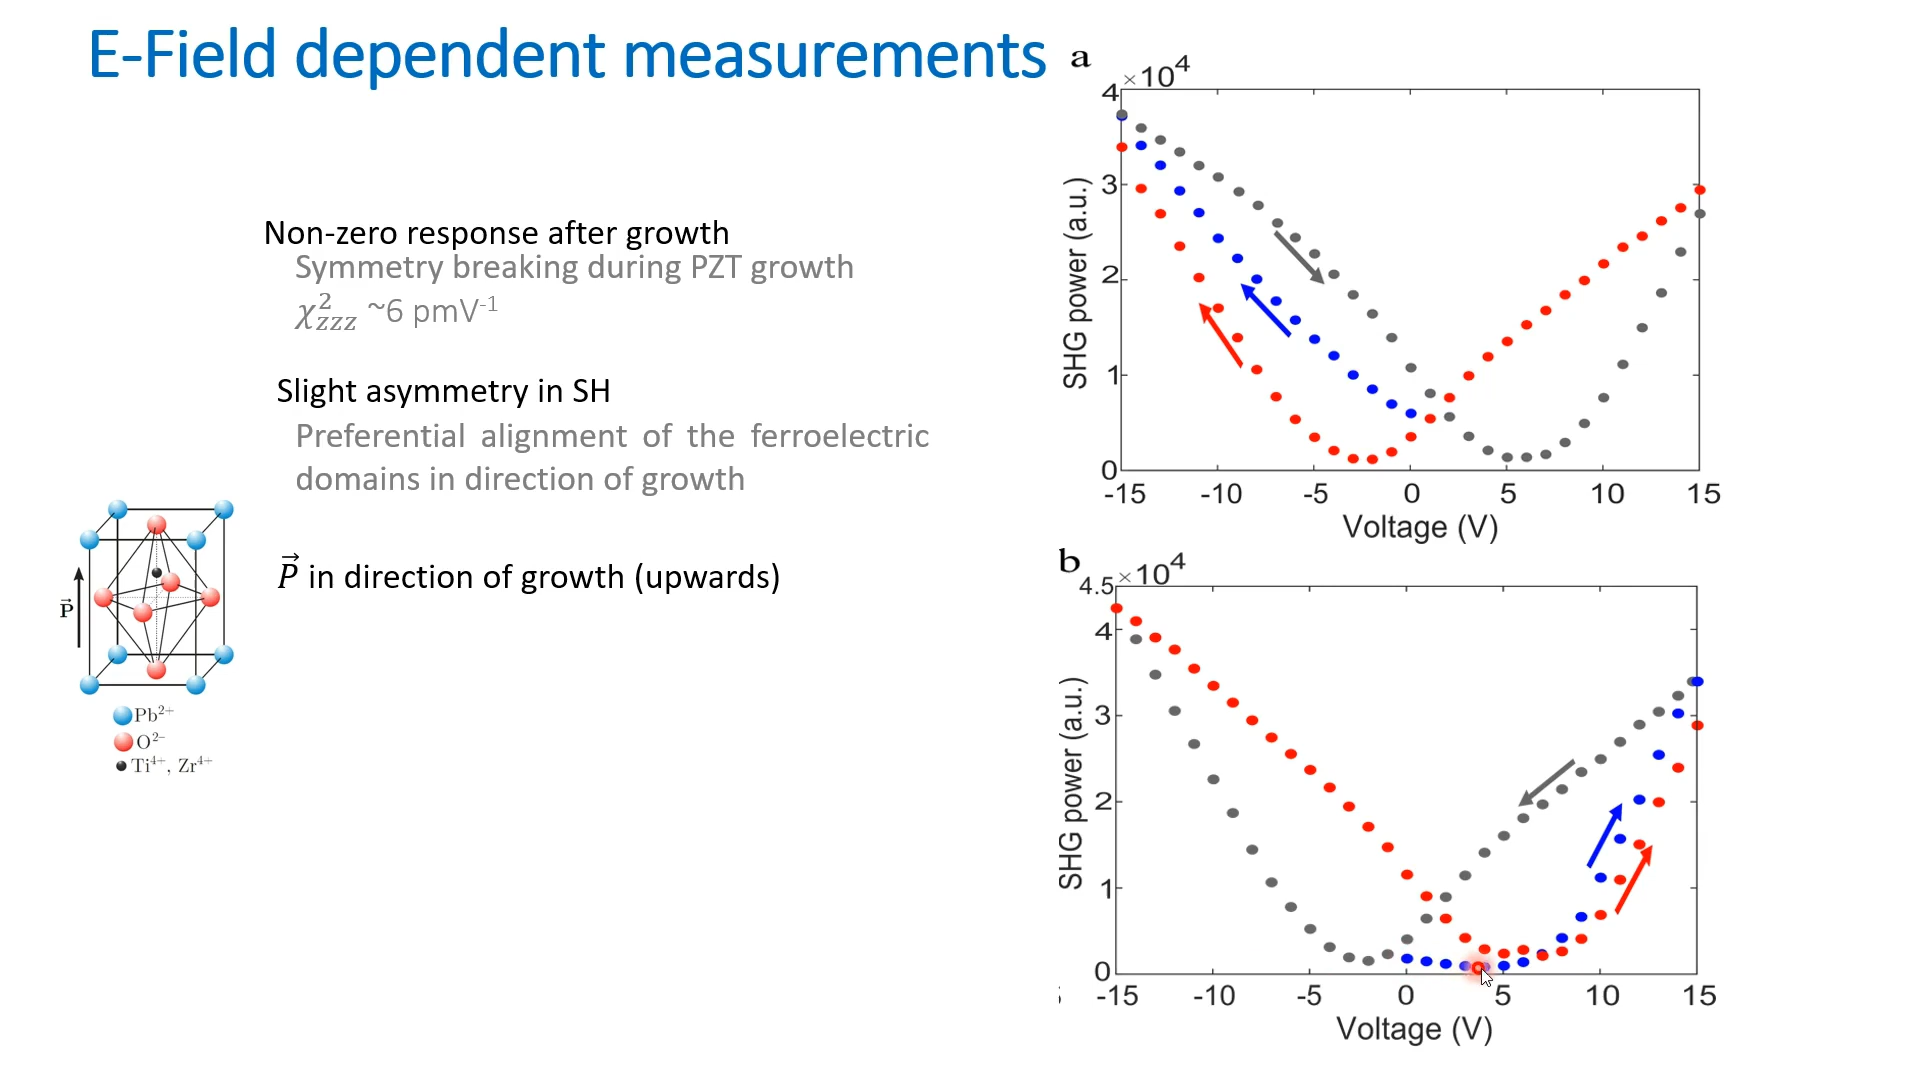 E-Field dependent measurements
Non-zero response after growth
Symmetry breaking during PZT growth
χ²zzz ~6 pmV⁻¹
Slight asymmetry in SH
Preferential alignment of the ferroelectric
domains in direction of growth
P⃗ in direction of growth (upwards)
P⃗
Pb²⁺
O²⁻
Ti⁴⁺, Zr⁴⁺
a
×10⁴
4
3
2
1
0
SHG power (a.u.)
-15 -10 -5 0 5 10 15
Voltage (V)
b
×10⁴
4.5
4
3
2
1
0
SHG power (a.u.)
-15 -10 -5 0 5 10 15
Voltage (V)